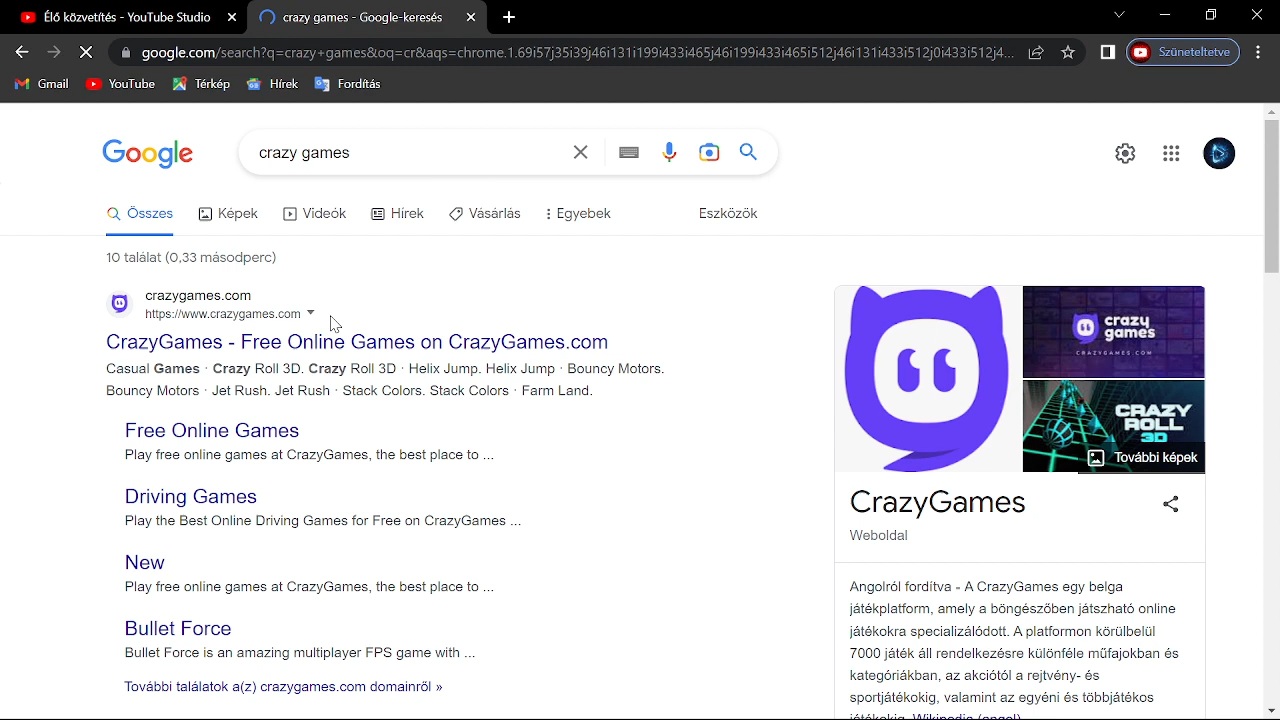 Élő közvetítés - YouTube Studio
crazy games - Google-keresés
google.com/search?q=crazy+games&oq=cr&aqs=chrome.1.69i57j35i39j46i131i199i433i465j46i199j433i465i512j46i131i433i512j0i433i512j4...
Szüneteltetve
Gmail
YouTube
Térkép
Hírek
Fordítás
Google
crazy games
Összes
Képek
Videók
Hírek
Vásárlás
Egyebek
Eszközök
10 találat (0,33 másodperc)
crazygames.com
https://www.crazygames.com
CrazyGames - Free Online Games on CrazyGames.com
Casual Games · Crazy Roll 3D. Crazy Roll 3D · Helix Jump. Helix Jump · Bouncy Motors.
Bouncy Motors · Jet Rush. Jet Rush · Stack Colors. Stack Colors · Farm Land.
Free Online Games
Play free online games at CrazyGames, the best place to ...
Driving Games
Play the Best Online Driving Games for Free on CrazyGames ...
New
Play free online games at CrazyGames, the best place to ...
Bullet Force
Bullet Force is an amazing multiplayer FPS game with ...
További találatok a(z) crazygames.com domainről »
crazy
games
CRAZYGAMES.COM
CRAZY
ROLL
3D
További képek
CrazyGames
Weboldal
Angolról fordítva - A CrazyGames egy belga
játékplatform, amely a böngészőben játszható online
játékokra specializálódott. A platformon körülbelül
7000 játék áll rendelkezésre különféle műfajokban és
kategóriákban, az akciótól a rejtvény- és
sportjátékokig, valamint az egyéni és többjátékos
játékokig. Wikipedia (angol)